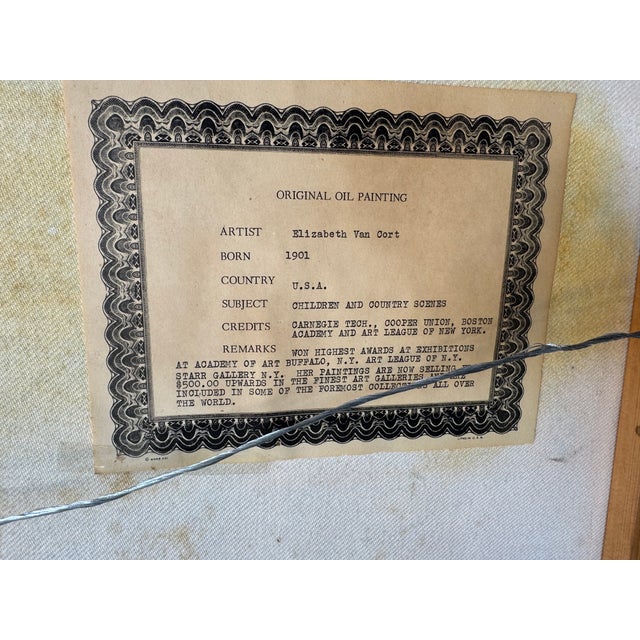 ORIGINAL OIL PAINTING
ARTIST Elizabeth Van Cort
BORN 1901
COUNTRY U.S.A.
SUBJECT CHILDREN AND COUNTRY SCENES
CREDITS CARNEGIE TECH., COOPER UNION, BOSTON
ACADEMY AND ART LEAGUE OF NEW YORK.
REMARKS WON HIGHEST AWARDS AT EXHIBITIONS
AT ACADEMY OF ART BUFFALO, N.Y. ART LEAGUE OF N.Y.
STARR GALLERY N.Y. HER PAINTINGS ARE NOW SELLING
$500.00 UPWARDS IN THE FINEST ART GALLERIES
INCLUDED IN SOME OF THE FOREMOST ALL OVER
THE WORLD.